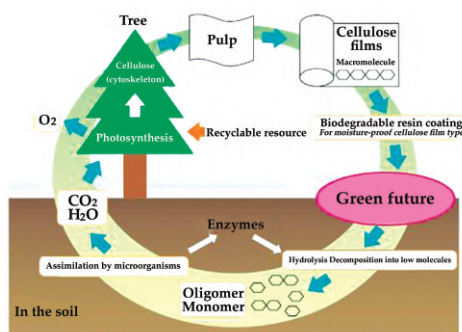 Tree
Pulp
Cellulose
films
Macromolecule
Cellulose
(cytoskeleton)
Photosynthesis
O2
Recyclable resource
Biodegradable resin coating
For moisture-proof cellulose film type
CO2
H2O
Green future
Enzymes
Assimilation by microorganisms
Hydrolysis Decomposition into low molecules
Oligomer
Monomer
In the soil